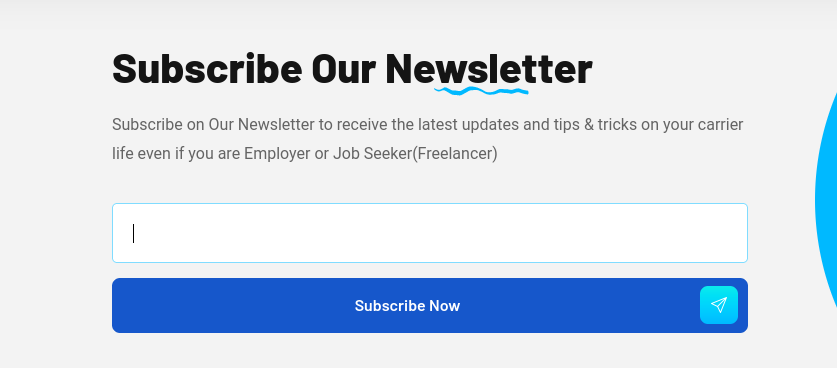 Subscribe Our Newsletter
Subscribe on Our Newsletter to receive the latest updates and tips & tricks on your carrier
life even if you are Employer or Job Seeker(Freelancer)
Subscribe Now